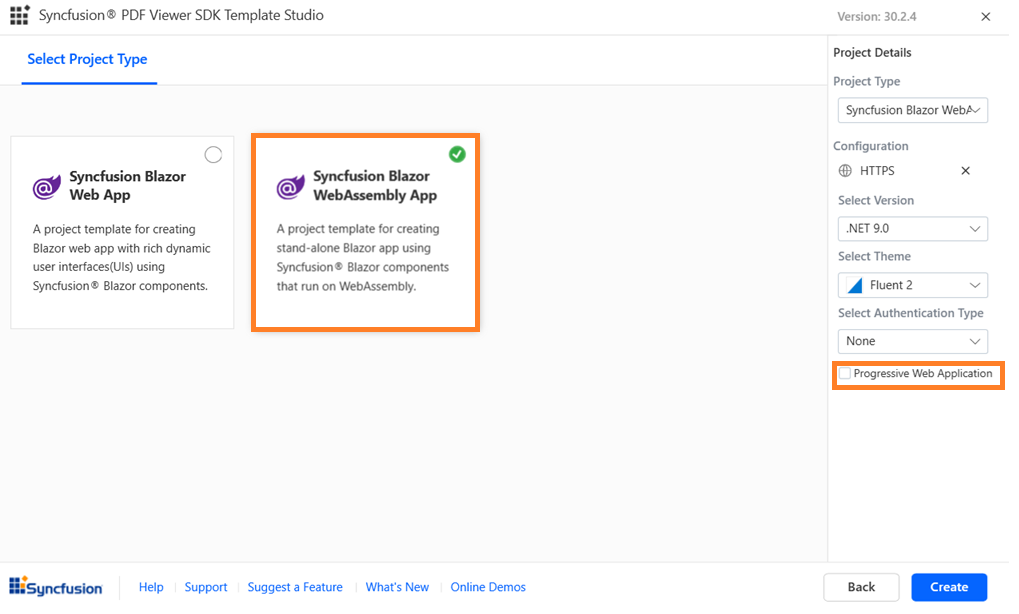 Syncfusion® PDF Viewer SDK Template Studio
Version: 30.2.4
Select Project Type
Syncfusion Blazor
Web App
A project template for creating
Blazor web app with rich dynamic
user interfaces(UIs) using
Syncfusion® Blazor components.
Syncfusion Blazor
WebAssembly App
A project template for creating
stand-alone Blazor app using
Syncfusion® Blazor components
that run on WebAssembly.
Project Details
Project Type
Syncfusion Blazor WebA
Configuration
HTTPS
Select Version
.NET 9.0
Select Theme
Fluent 2
Select Authentication Type
None
Progressive Web Application
Syncfusion
Help
Support
Suggest a Feature
What's New
Online Demos
Back
Create